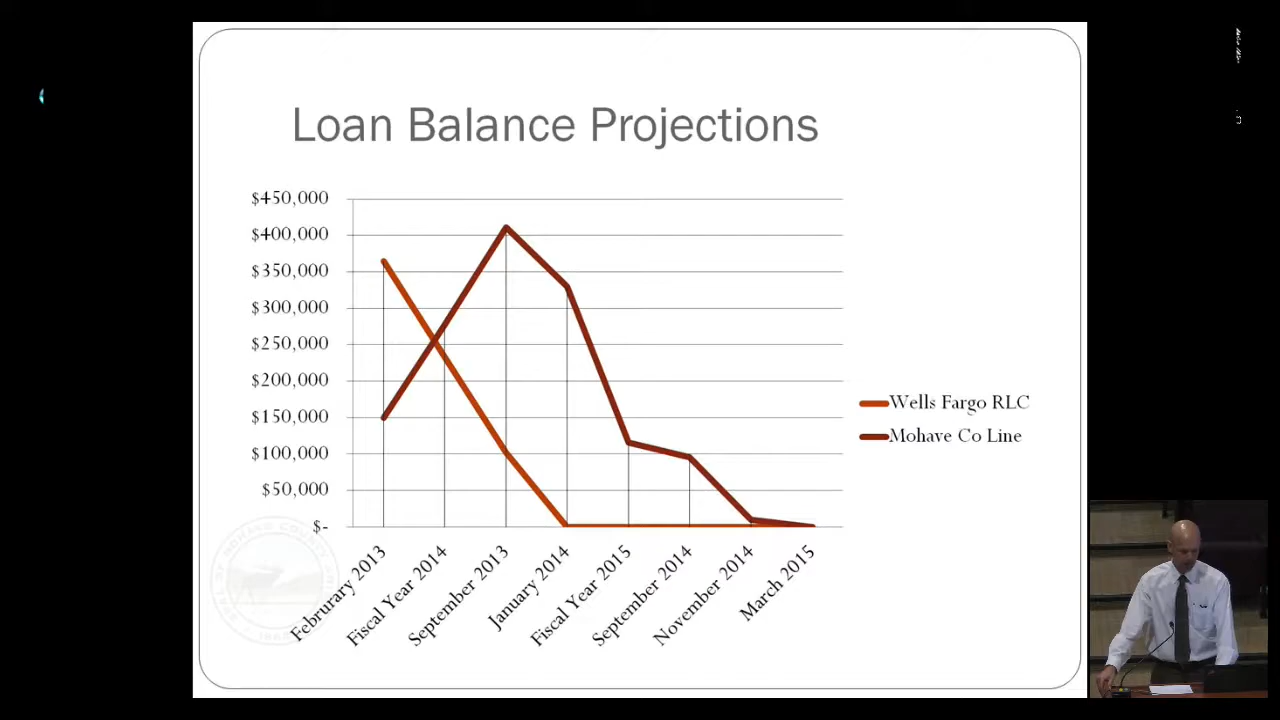 Loan Balance Projections
$450,000
$400,000
$350,000
$300,000
$250,000
$200,000
$150,000
$100,000
$50,000
$-
Februrary 2013
Fiscal Year 2014
September 2013
January 2014
Fiscal Year 2015
September 2014
November 2014
March 2015
Wells Fargo RLC
Mohave Co Line